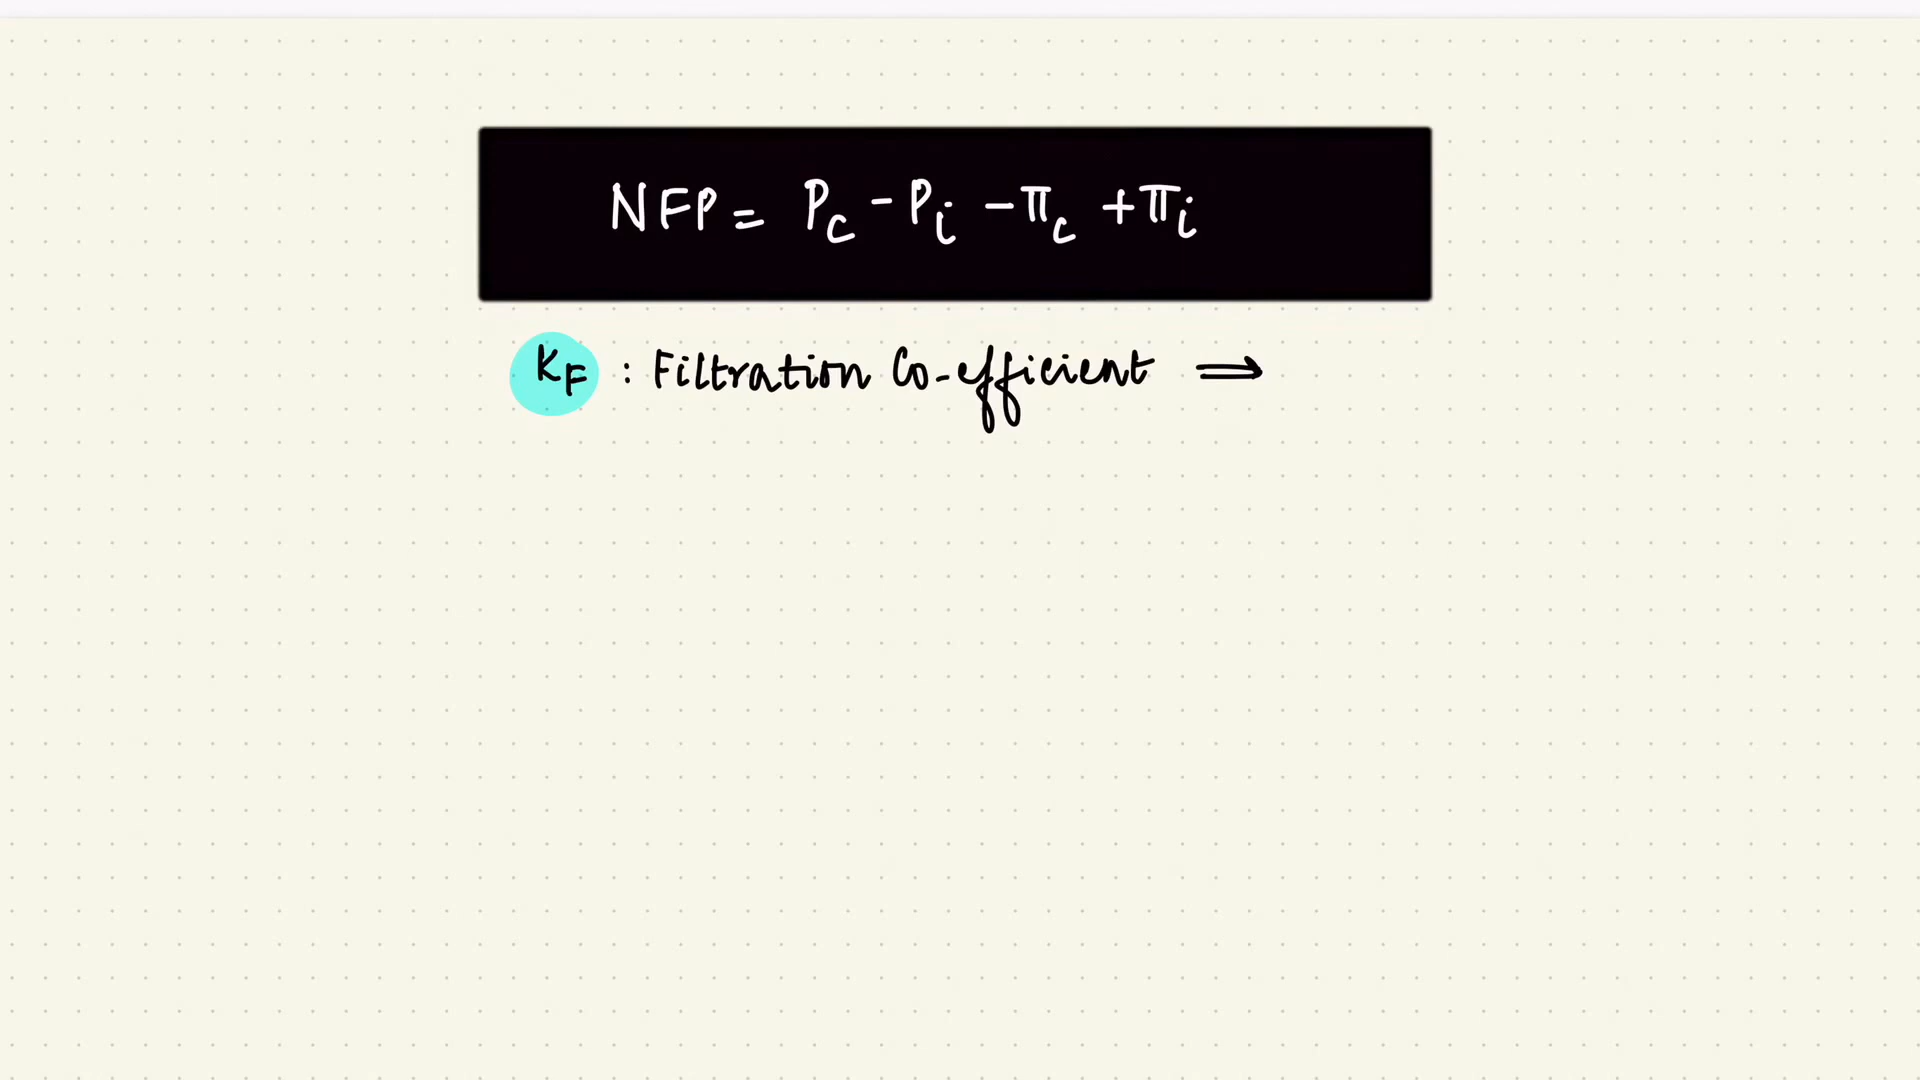 NFP = Pc - Pi - πc + πi
KF : Filtration Co-efficient ⇒